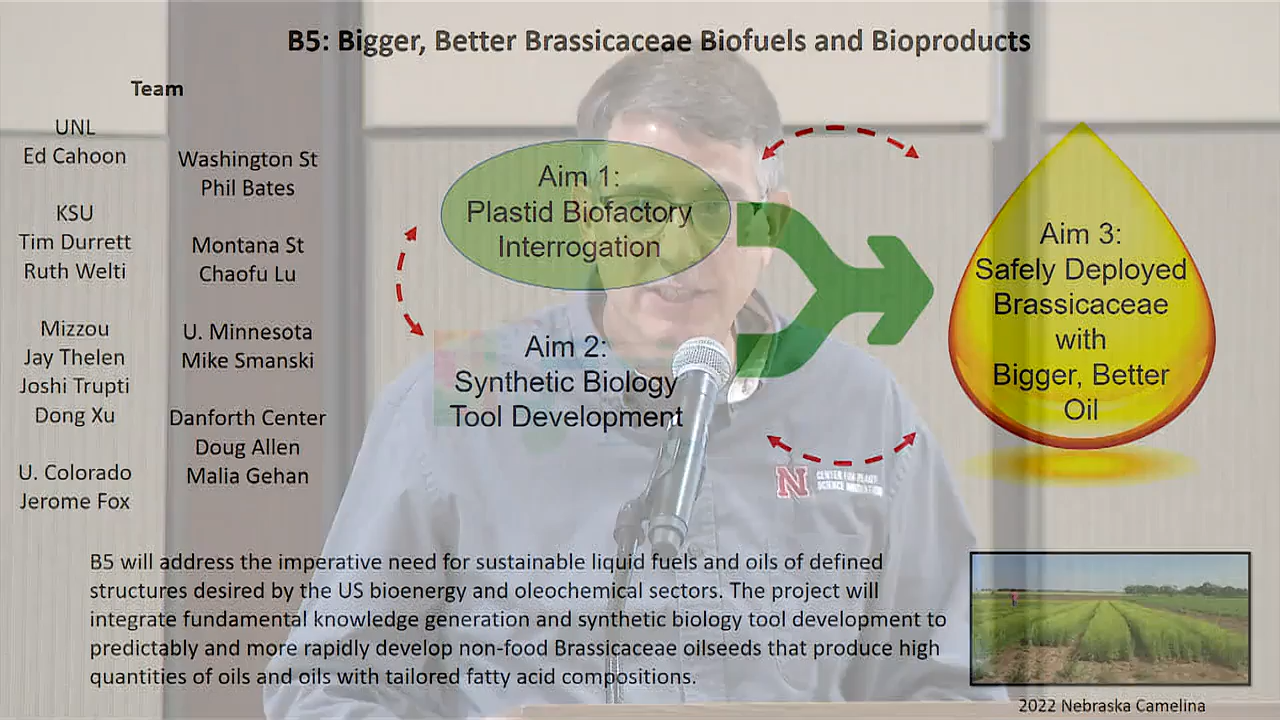 B5: Bigger, Better Brassicaceae Biofuels and Bioproducts
Team
UNL
Ed Cahoon
KSU
Tim Durrett
Ruth Welti
Mizzou
Jay Thelen
Joshi Trupti
Dong Xu
U. Colorado
Jerome Fox
Washington St
Phil Bates
Montana St
Chaofu Lu
U. Minnesota
Mike Smanski
Danforth Center
Doug Allen
Malia Gehan
Aim 1:
Plastid Biofactory
Interrogation
Aim 2:
Synthetic Biology
Tool Development
Aim 3:
Safely Deployed
Brassicaceae
with
Bigger, Better
Oil
N
CENTER FOR PLANT
SCIENCE INNOVATION
B5 will address the imperative need for sustainable liquid fuels and oils of defined
structures desired by the US bioenergy and oleochemical sectors. The project will
integrate fundamental knowledge generation and synthetic biology tool development to
predictably and more rapidly develop non-food Brassicaceae oilseeds that produce high
quantities of oils and oils with tailored fatty acid compositions.
2022 Nebraska Camelina